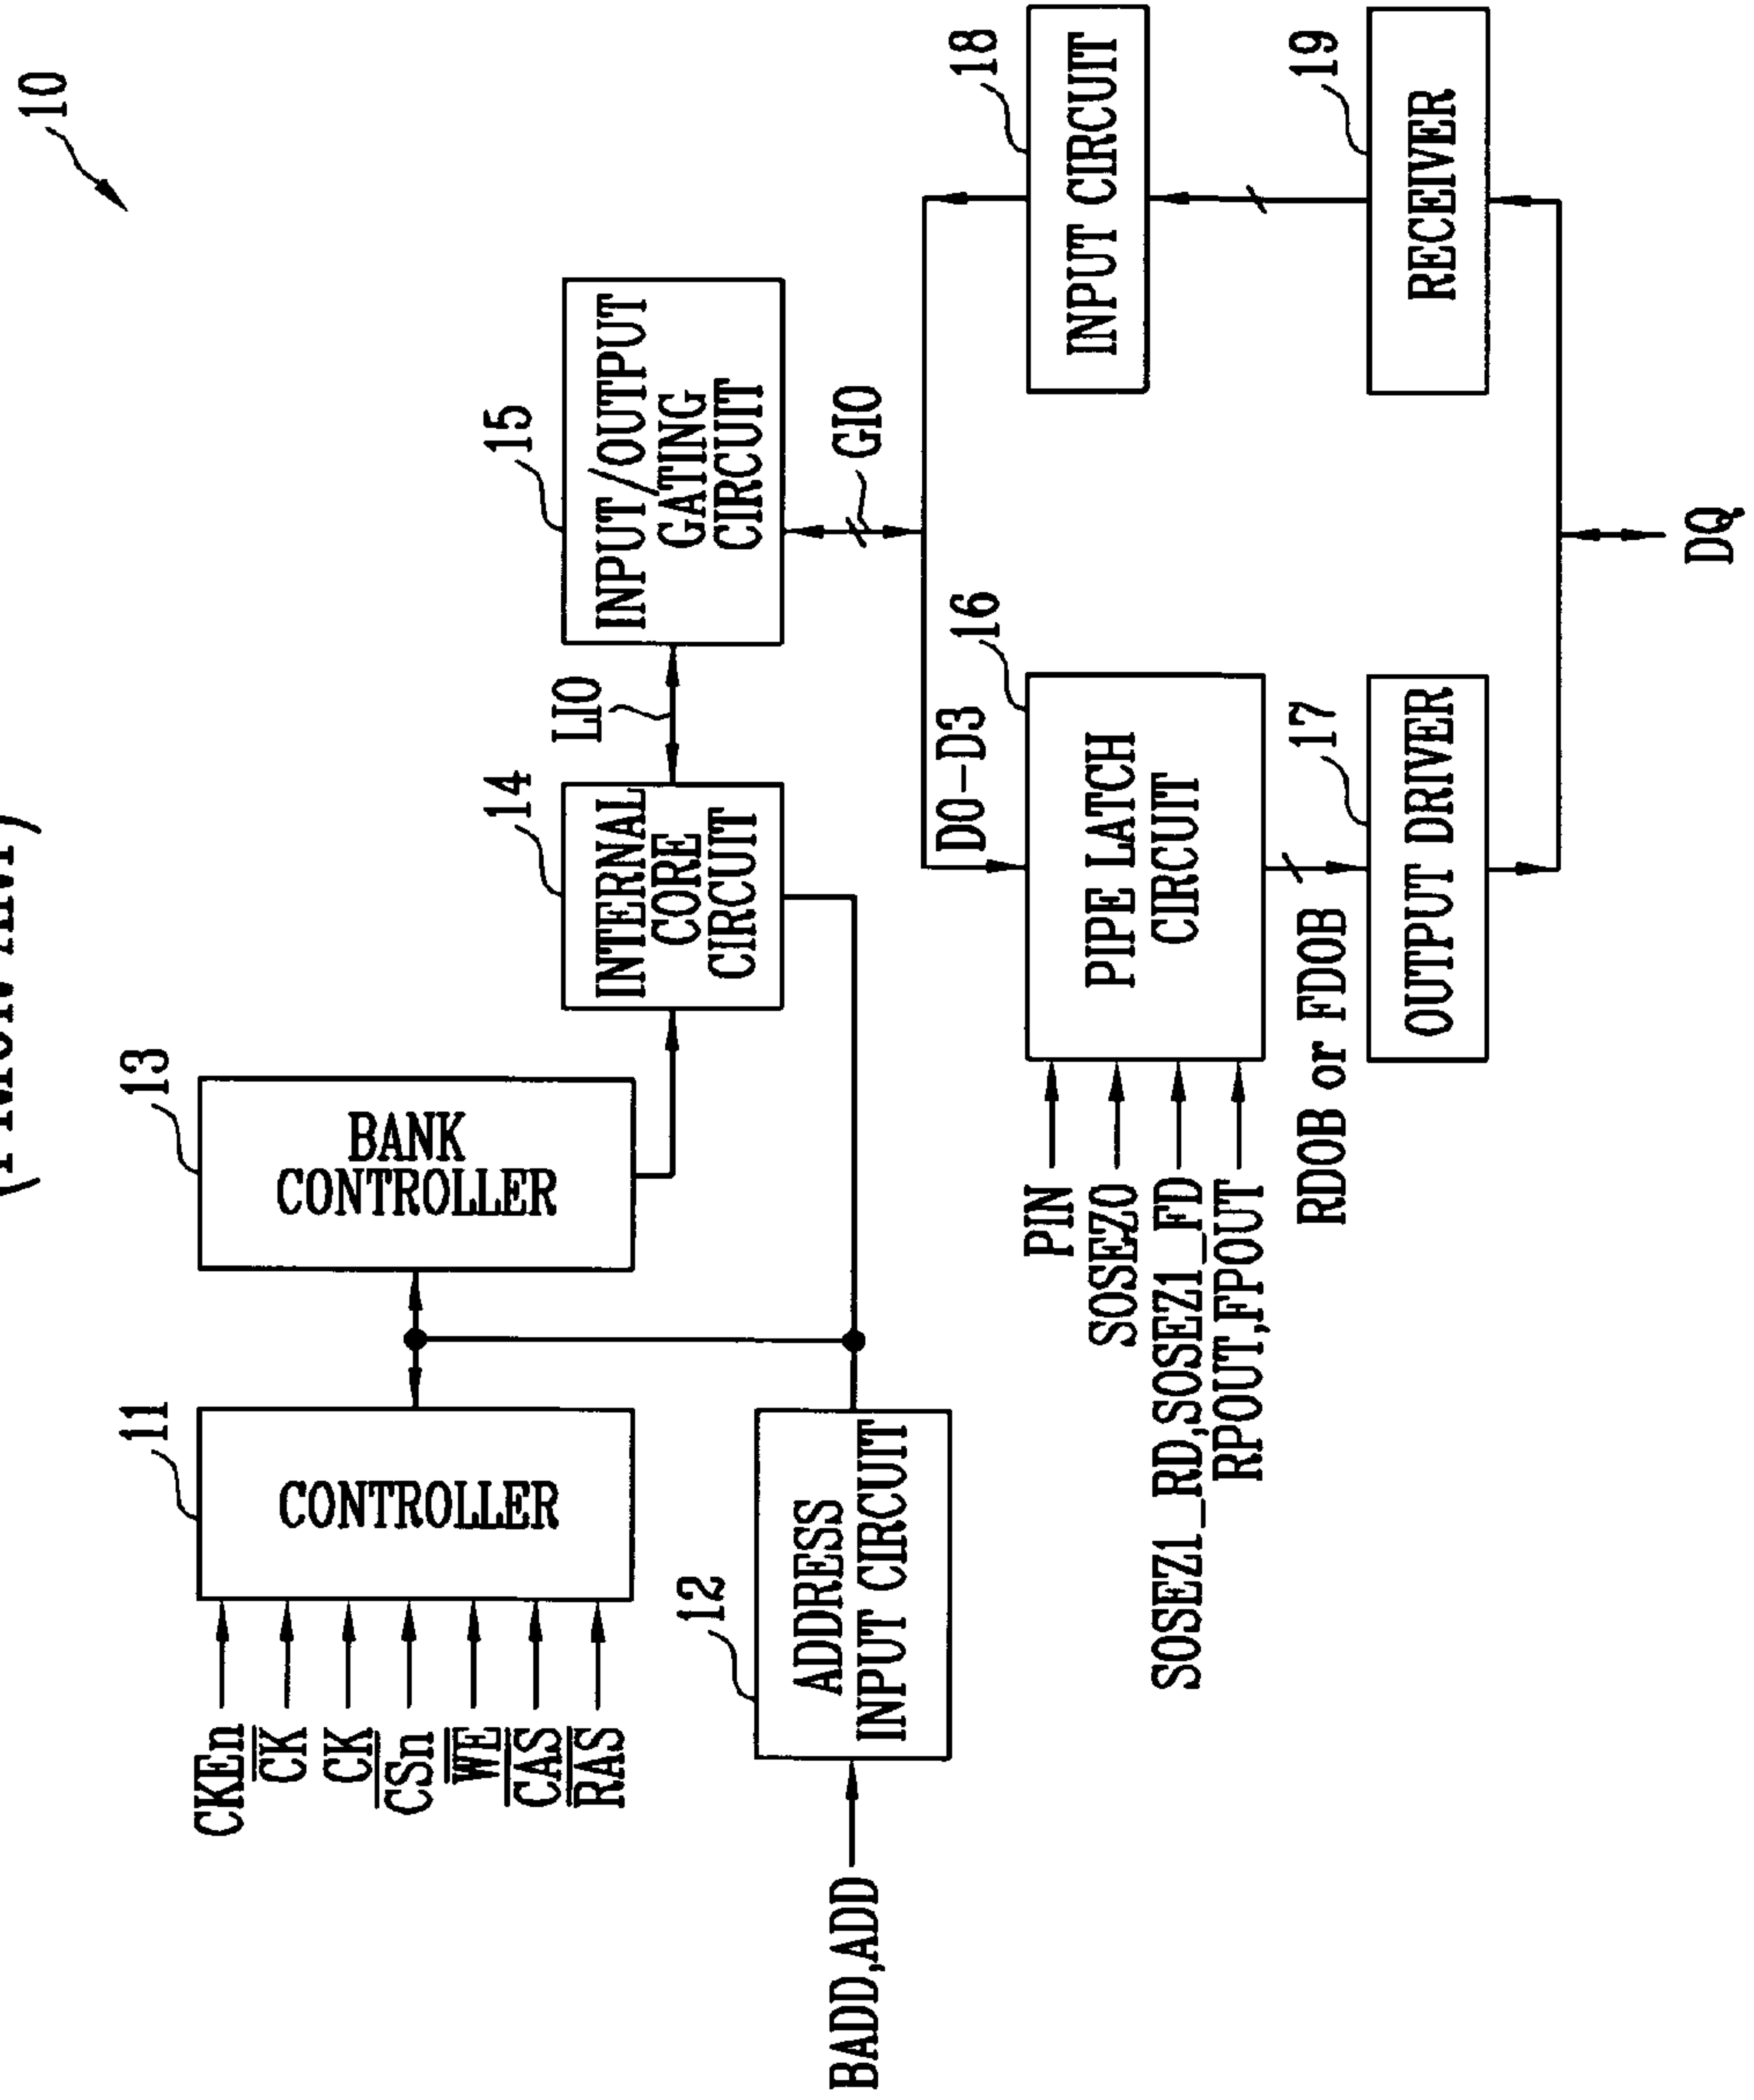 10
CKEn
CK
CK
CSn
WE
CAS
RAS
11
CONTROLLER
13
BANK
CONTROLLER
BADD,ADD
12
ADDRESS
INPUT CIRCUIT
14
INTERNAL
CORE
CIRCUIT
LIO
15
INPUT/OUTPUT
GATING
CIRCUIT
GIO
D0-D3
16
PIPE LATCH
CIRCUIT
PIN
SOSEZ0
SOSEZ1_RD,SOSEZ1_FD
RPOUT,FPOUT
RDOB or FDOB
17
OUTPUT DRIVER
18
INPUT CIRCUIT
19
RECEIVER
DQ